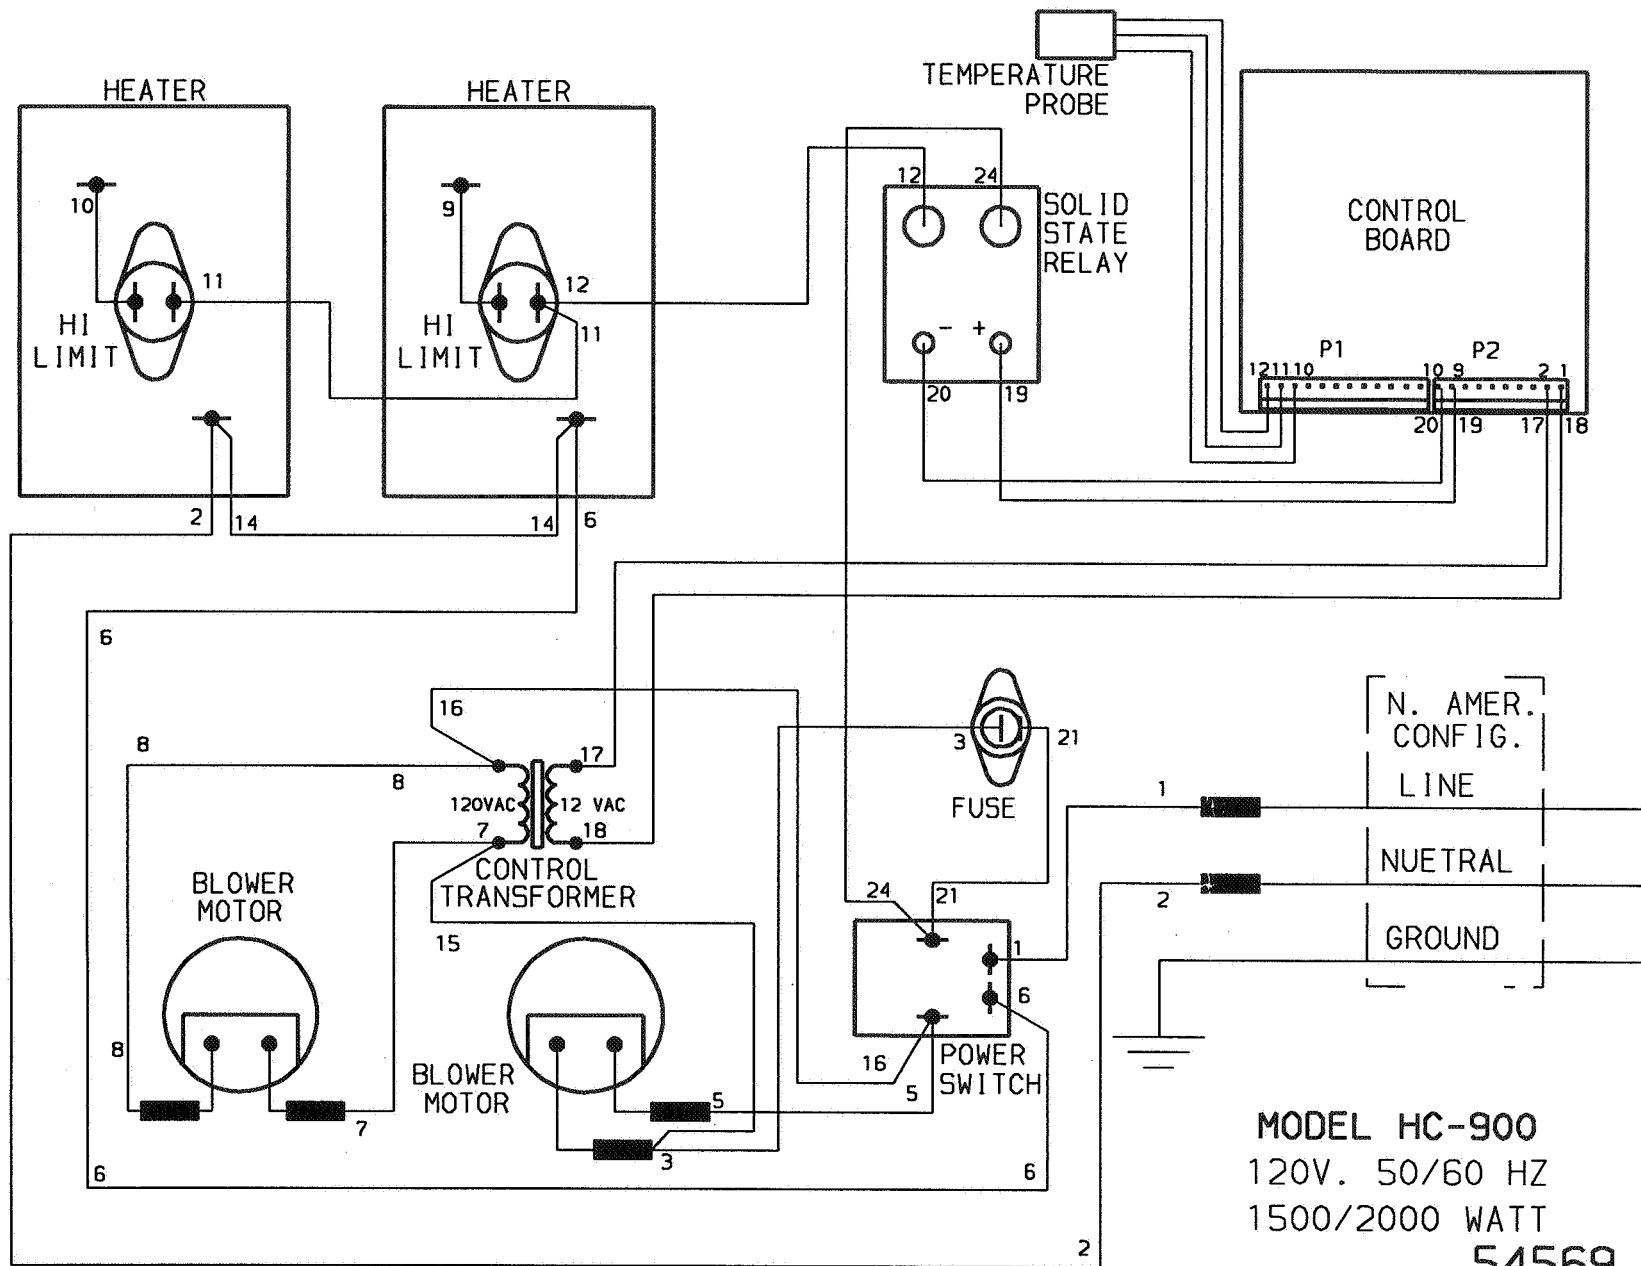 TEMPERATURE
PROBE
HEATER
HEATER
10
11
HI
LIMIT
9
12
11
HI
LIMIT
12
24
SOLID
STATE
RELAY
- +
20
19
CONTROL
BOARD
P1
P2
12 11 10
10 9
2 1
20
19
17
18
2
14
14
6
6
16
8
8
17
120VAC
12 VAC
7
18
CONTROL
TRANSFORMER
15
3
21
FUSE
N. AMER.
CONFIG.
LINE
NUETRAL
GROUND
1
2
24
21
1
6
16
5
POWER
SWITCH
BLOWER
MOTOR
8
7
BLOWER
MOTOR
5
3
6
6
2
MODEL HC-900
120V. 50/60 HZ
1500/2000 WATT
54569